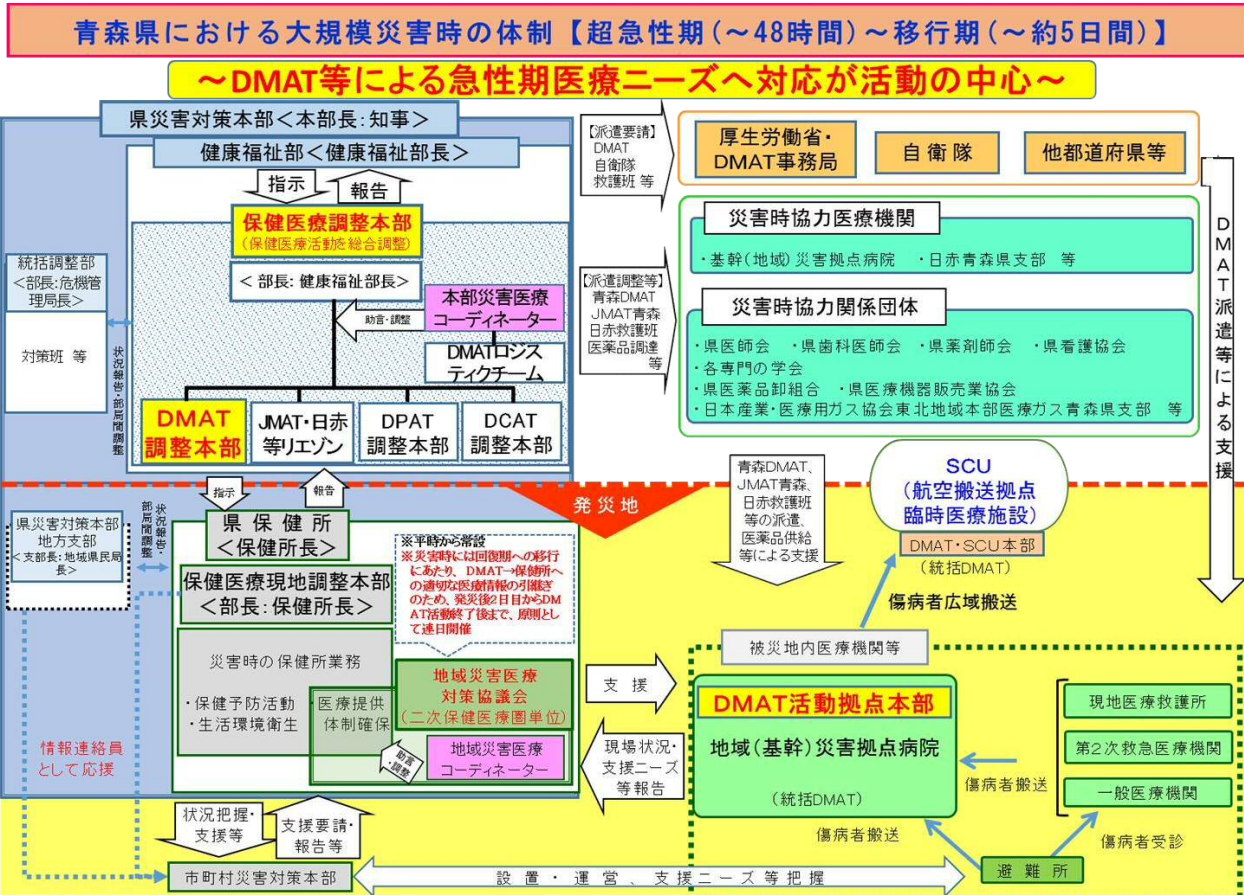 青森県における大規模災害時の体制【超急性期(～48時間)～移行期(～約5日間)】
～DMAT等による急性期医療ニーズへ対応が活動の中心～
県災害対策本部＜本部長:知事＞
健康福祉部＜健康福祉部長＞
指示
報告
保健医療調整本部
(保健医療活動を総合調整)
＜部長:健康福祉部長＞
統括調整部
＜部長:危機管
理局長＞
対策班 等
状況報告・部局間調整
助言・調整
本部災害医療
コーディネーター
DMATロジス
ティクチーム
DMAT
調整本部
JMAT・日赤
等リエゾン
DPAT
調整本部
DCAT
調整本部
【派遣要請】
DMAT
自衛隊
救護班 等
厚生労働省・
DMAT事務局
自衛隊
他都道府県等
【派遣調整等】
青森DMAT
JMAT青森
日赤救護班
医薬品調達
等
災害時協力医療機関
・基幹(地域)災害拠点病院 ・日赤青森県支部 等
災害時協力関係団体
・県医師会 ・県歯科医師会 ・県薬剤師会 ・県看護協会
・各専門の学会
・県医薬品卸組合 ・県医療機器販売業協会
・日本産業・医療用ガス協会東北地域本部医療ガス青森県支部 等
DMAT派遣等による支援
指示
報告
発災地
青森DMAT、
JMAT青森、
日赤救護班
等の派遣、
医薬品供給
等による支援
SCU
(航空搬送拠点
臨時医療施設)
DMAT・SCU本部
(統括DMAT)
傷病者広域搬送
県災害対策本部
地方支部
＜支部長:地域県民局
長＞
状況報告・
部局間調整
県保健所
＜保健所長＞
保健医療現地調整本部
＜部長:保健所長＞
※平時から常設
※災害時には回復期への移行
にあたり、DMAT→保健所へ
の適切な医療情報の引継ぎ
のため、発災後2日目からDM
AT活動終了後まで、原則とし
て連日開催
災害時の保健所業務
・保健予防活動
・生活環境衛生
・医療提供
体制確保
地域災害医療
対策協議会
(二次保健医療圏単位)
助言・調整
地域災害医療
コーディネーター
情報連絡員
として応援
支援
現場状況・
支援ニーズ
等報告
被災地内医療機関等
DMAT活動拠点本部
地域(基幹)災害拠点病院
(統括DMAT)
現地医療救護所
第2次救急医療機関
一般医療機関
傷病者搬送
傷病者搬送
傷病者受診
状況把握・
支援等
支援要請・
報告等
市町村災害対策本部
設置・運営、支援ニーズ等把握
避難所